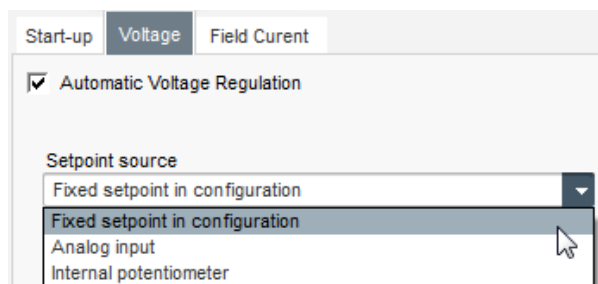 Start-up Voltage Field Curent
Automatic Voltage Regulation
Setpoint source
Fixed setpoint in configuration
Fixed setpoint in configuration
Analog input
Internal potentiometer